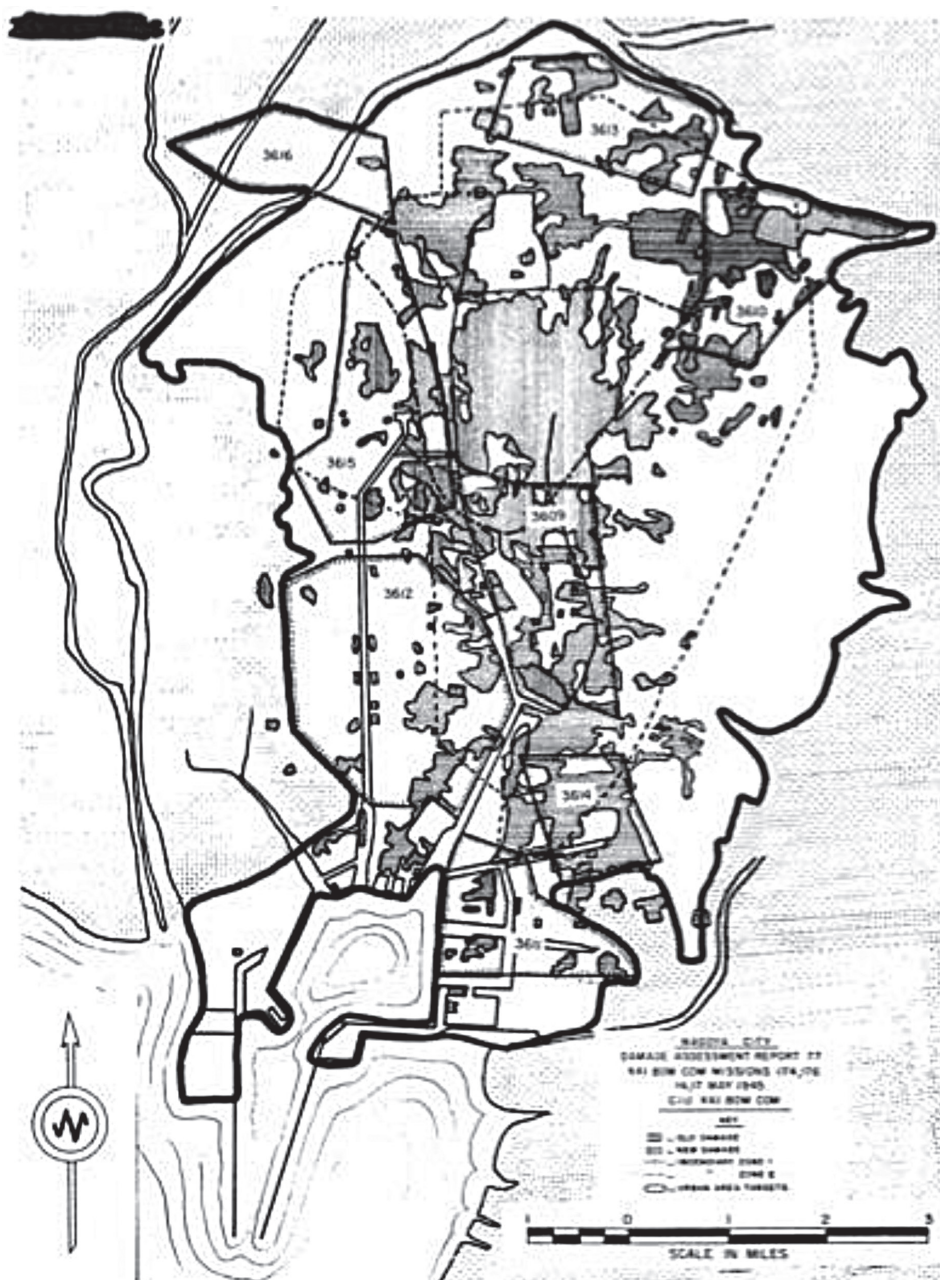 3616
3613
3610
3615
3609
3612
3614
3611
NAGOYA CITY
DAMAGE ASSESSMENT REPORT 77
XXI BOM COM MISSIONS 174,176
14,17 MAY 1945
CIU XXI BOM COM
KEY
OLD DAMAGE
NEW DAMAGE
INCENDIARY ZONE 1
" ZONE 2
URBAN AREA TARGETS
1 0 1 2 3
SCALE IN MILES
N